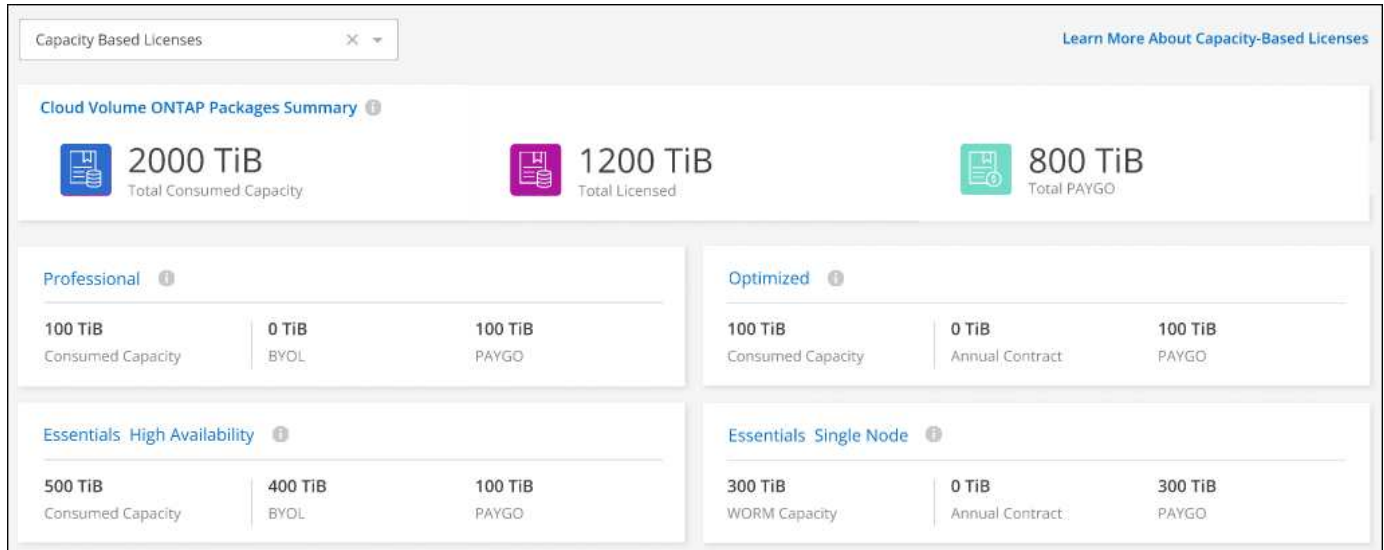 Capacity Based Licenses
Learn More About Capacity-Based Licenses
Cloud Volume ONTAP Packages Summary
2000 TiB
Total Consumed Capacity
1200 TiB
Total Licensed
800 TiB
Total PAYGO
Professional
100 TiB
Consumed Capacity
0 TiB
BYOL
100 TiB
PAYGO
Optimized
100 TiB
Consumed Capacity
0 TiB
Annual Contract
100 TiB
PAYGO
Essentials High Availability
500 TiB
Consumed Capacity
400 TiB
BYOL
100 TiB
PAYGO
Essentials Single Node
300 TiB
WORM Capacity
0 TiB
Annual Contract
300 TiB
PAYGO